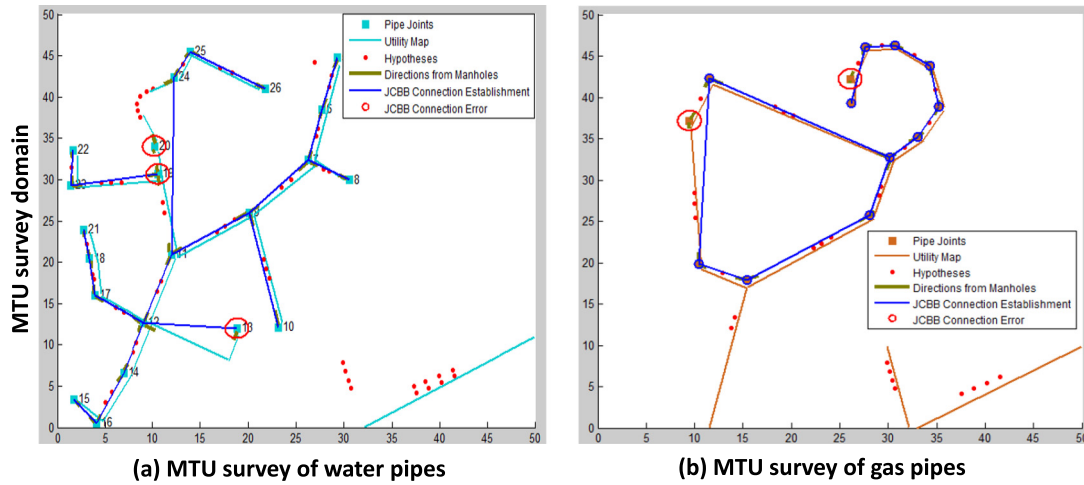 MTU survey domain
50
45
40
35
30
25
20
15
10
5
0
0 5 10 15 20 25 30 35 40 45 50
Pipe Joints
Utility Map
Hypotheses
Directions from Manholes
JCBB Connection Establishment
JCBB Connection Error
25
24
26
22
20
8
21
18
17
10
14
15
16
(a) MTU survey of water pipes
50
45
40
35
30
25
20
15
10
5
0
0 5 10 15 20 25 30 35 40 45 50
Pipe Joints
Utility Map
Hypotheses
Directions from Manholes
JCBB Connection Establishment
JCBB Connection Error
(b) MTU survey of gas pipes